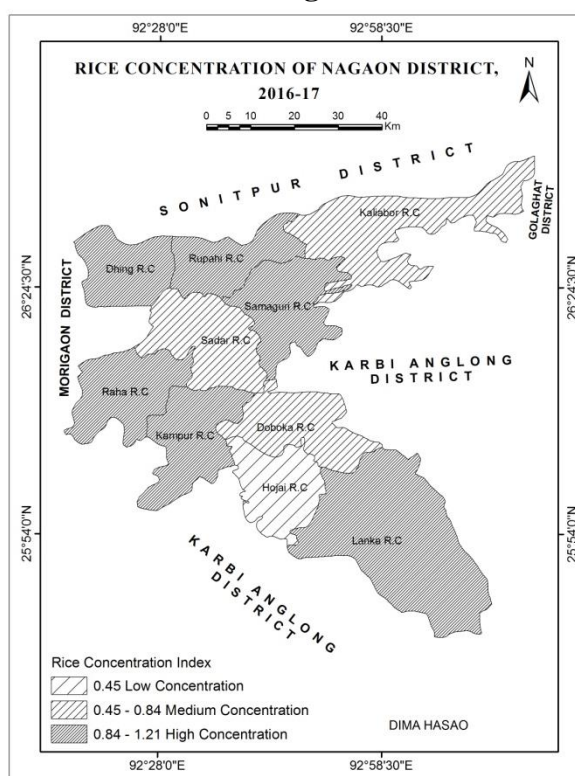 92°28'0"E
92°58'30"E
RICE CONCENTRATION OF NAGAON DISTRICT,
2016-17
N
0 5 10 20 30 40
Km
SONITPUR DISTRICT
Kaliabor R.C
GOLAGHAT
DISTRICT
Dhing R.C
Rupahi R.C
26°24'30"N
26°24'30"N
Samaguri R.C
MORIGAON DISTRICT
Sadar R.C
KARBI ANGLONG
DISTRICT
Raha R.C
Doboka R.C
Kampur R.C
Hojai R.C
25°54'0"N
25°54'0"N
Lanka R.C
KARBI ANGLONG
DISTRICT
Rice Concentration Index
0.45 Low Concentration
0.45 - 0.84 Medium Concentration
0.84 - 1.21 High Concentration
DIMA HASAO
92°28'0"E
92°58'30"E